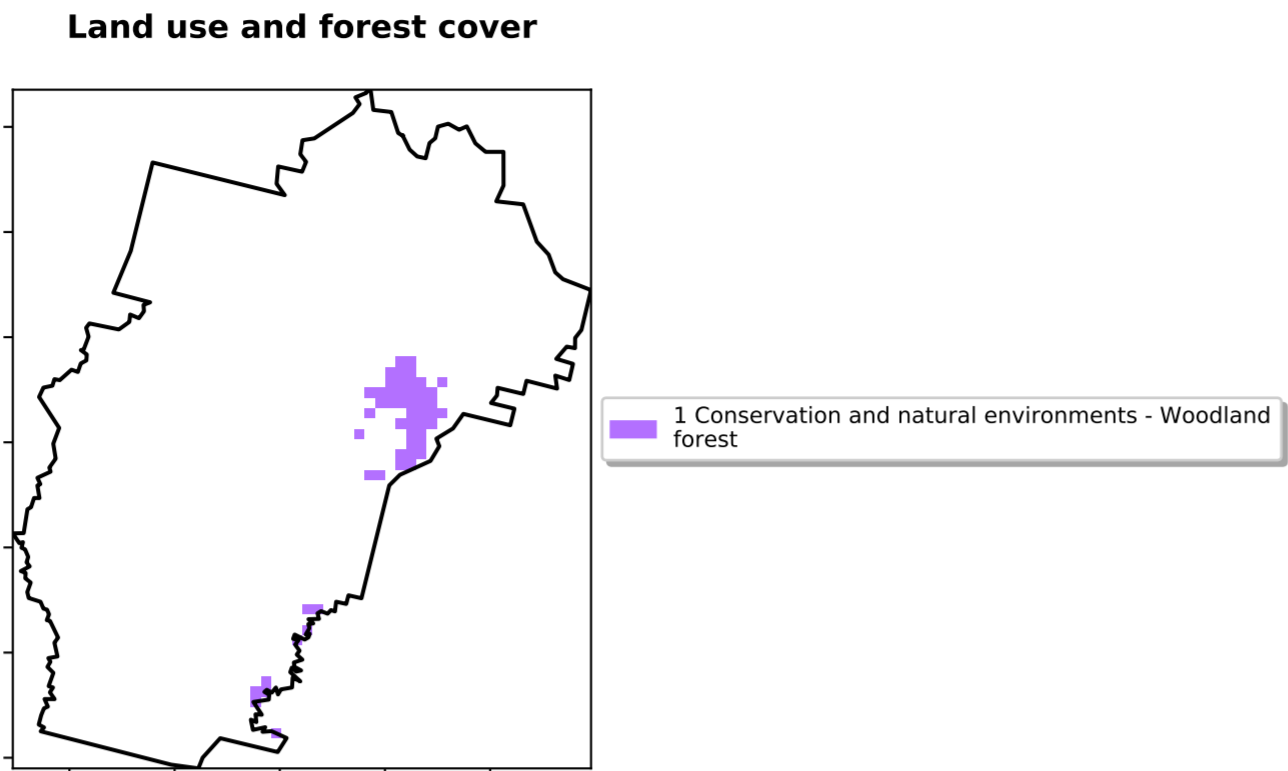 Land use and forest cover
1 Conservation and natural environments - Woodland
forest